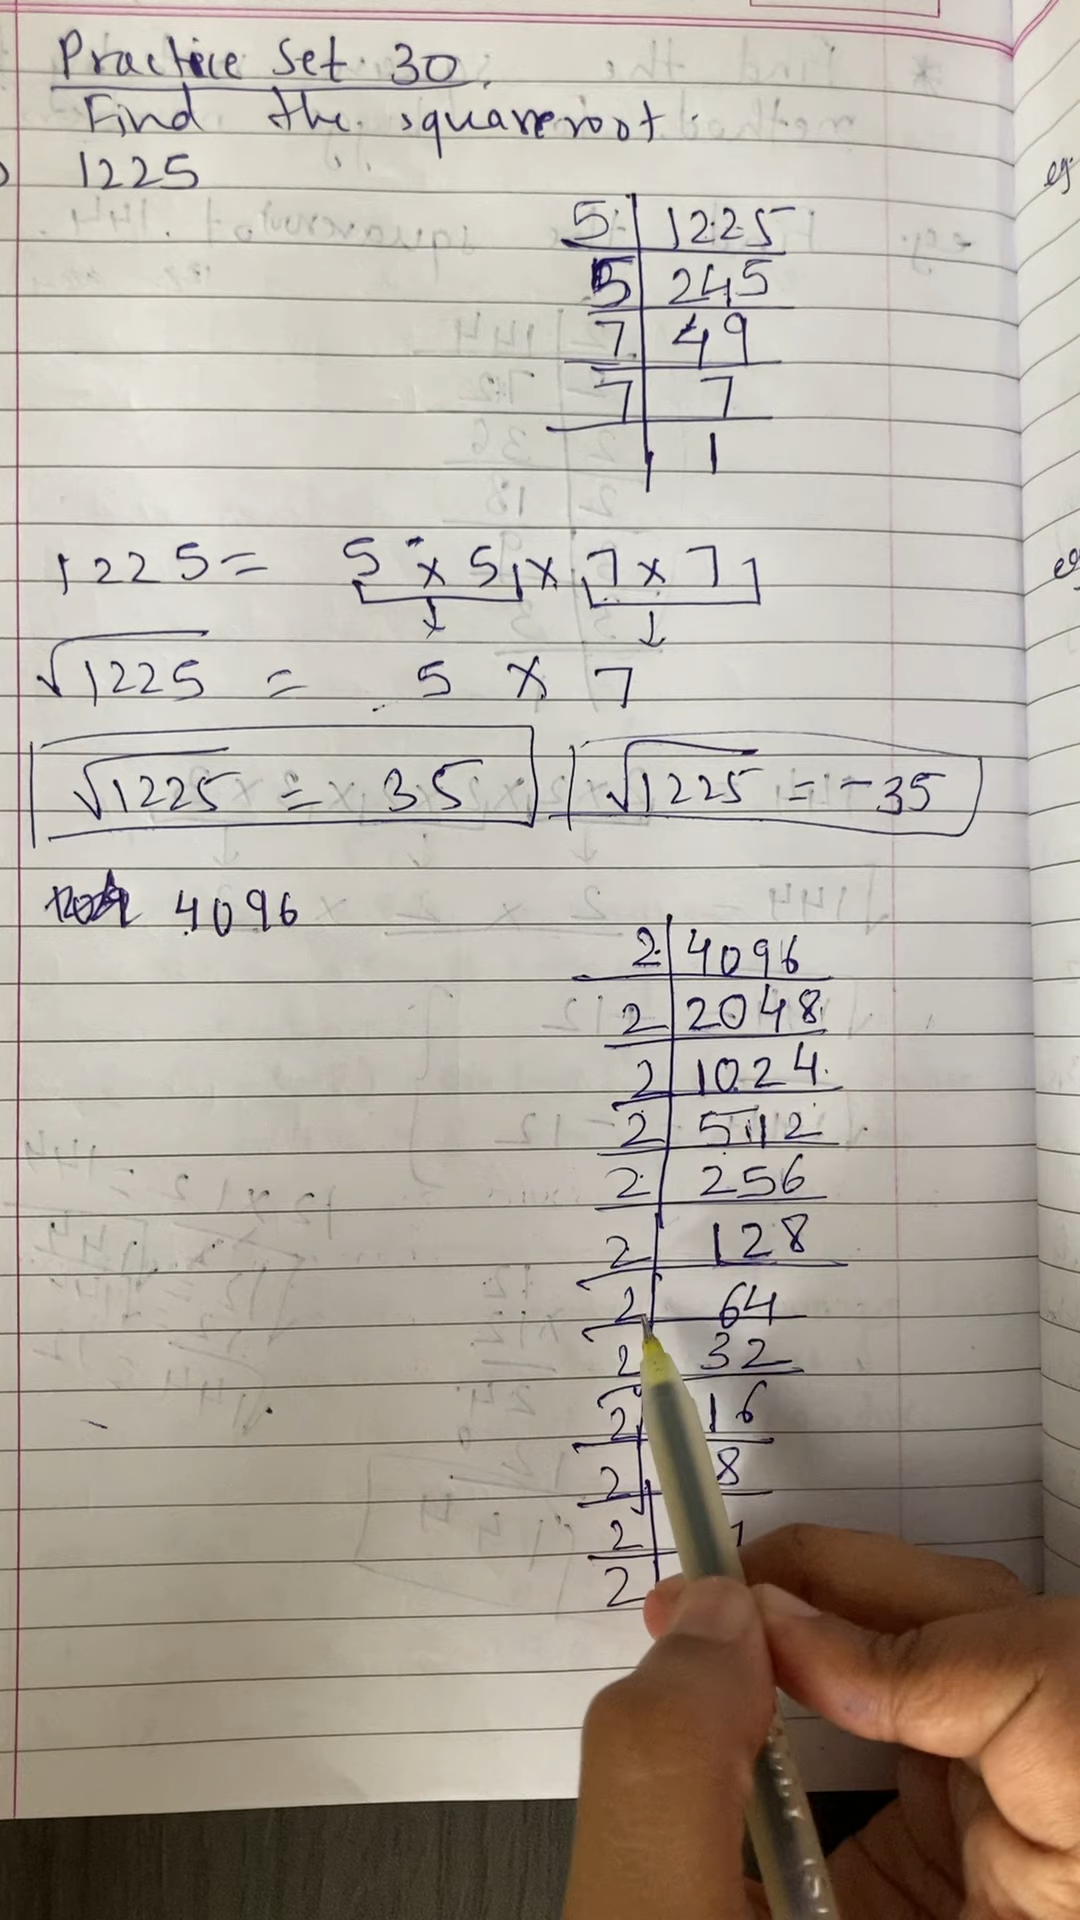 Practice Set 30
Find the squareroot.
1225
5 | 1225
5 | 245
7 | 49
7 | 7
1
1225 = 5 x 5 x 7 x 7
√1225 = 5 x 7
√1225 = 35 √1225 = -35
4096
2 | 4096
2 | 2048
2 | 1024
2 | 512
2 | 256
2 | 128
2 | 64
2 | 32
2 | 16
2 | 8
2
2
eg.